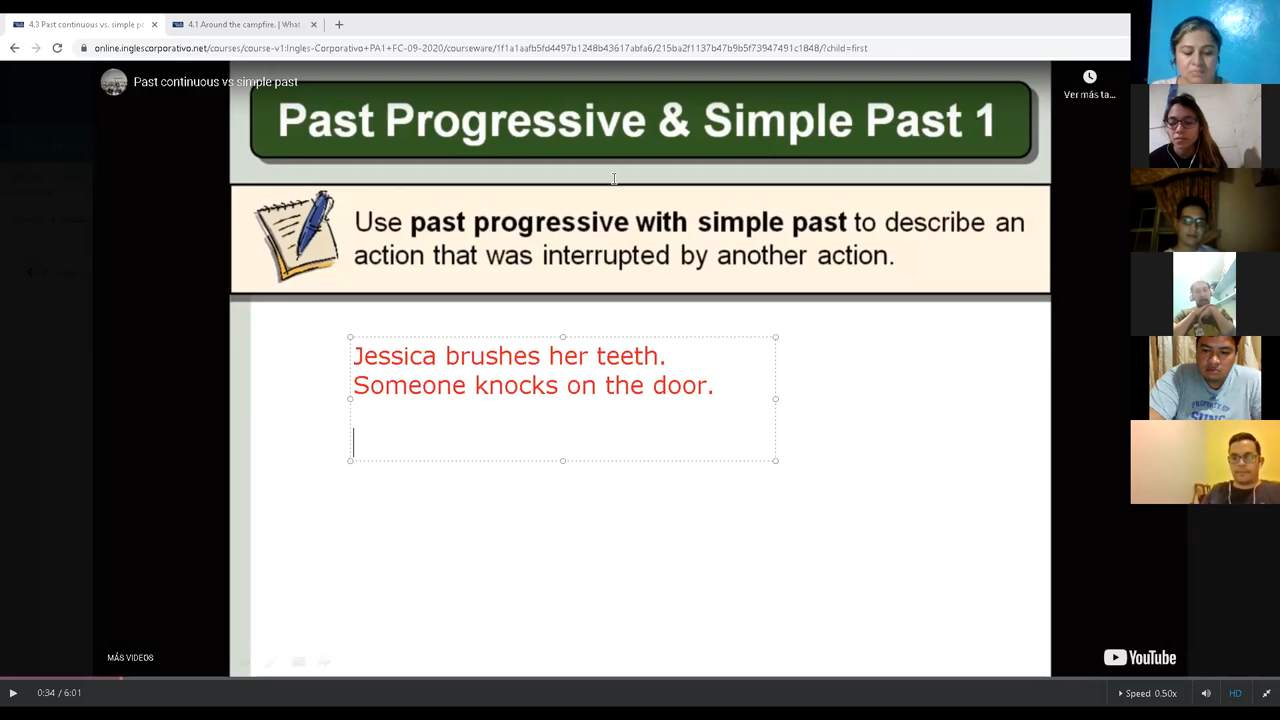 4.3 Past continuous vs. simple p
4.1 Around the campfire. | What
online.inglescorporativo.net/courses/course-v1:Ingles-Corporativo+PA1+FC-09-2020/courseware/1f1a1aafb5fd4497b1248b43617abfa6/215ba2f1137b47b9b5f73947491c1848/?child=first
Past continuous vs simple past
Ver más ta...
Past Progressive & Simple Past 1
Use past progressive with simple past to describe an
action that was interrupted by another action.
Jessica brushes her teeth.
Someone knocks on the door.
MÁS VIDEOS
YouTube
0:34 / 6:01
Speed 0.50x
HD